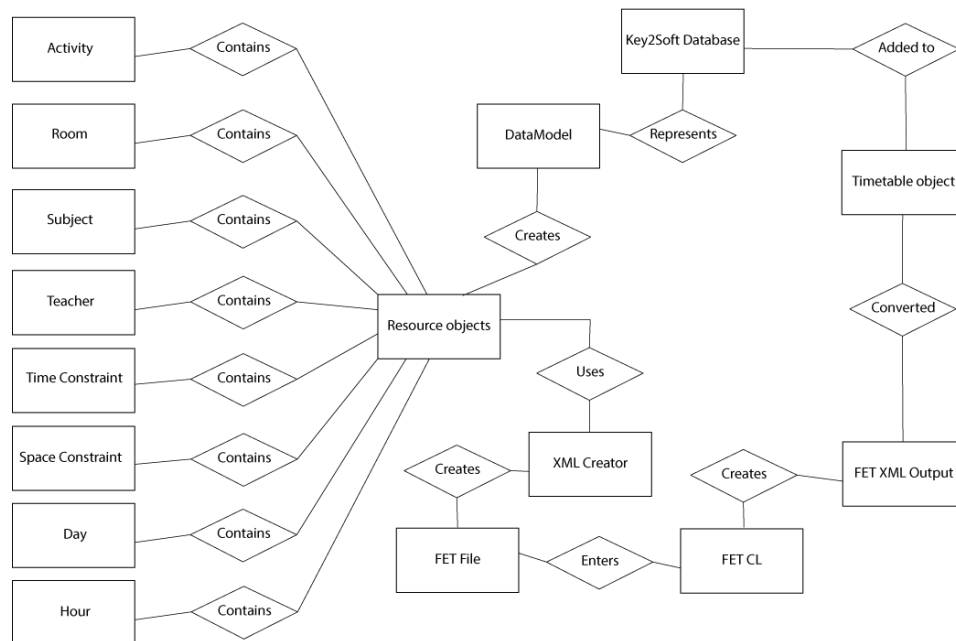 Activity
Contains
Key2Soft Database
Added to
Room
Contains
DataModel
Represents
Timetable object
Subject
Contains
Creates
Teacher
Contains
Resource objects
Converted
Time Constraint
Contains
Uses
Space Constraint
Contains
Creates
XML Creator
Creates
FET XML Output
Day
Contains
FET File
Enters
FET CL
Hour
Contains